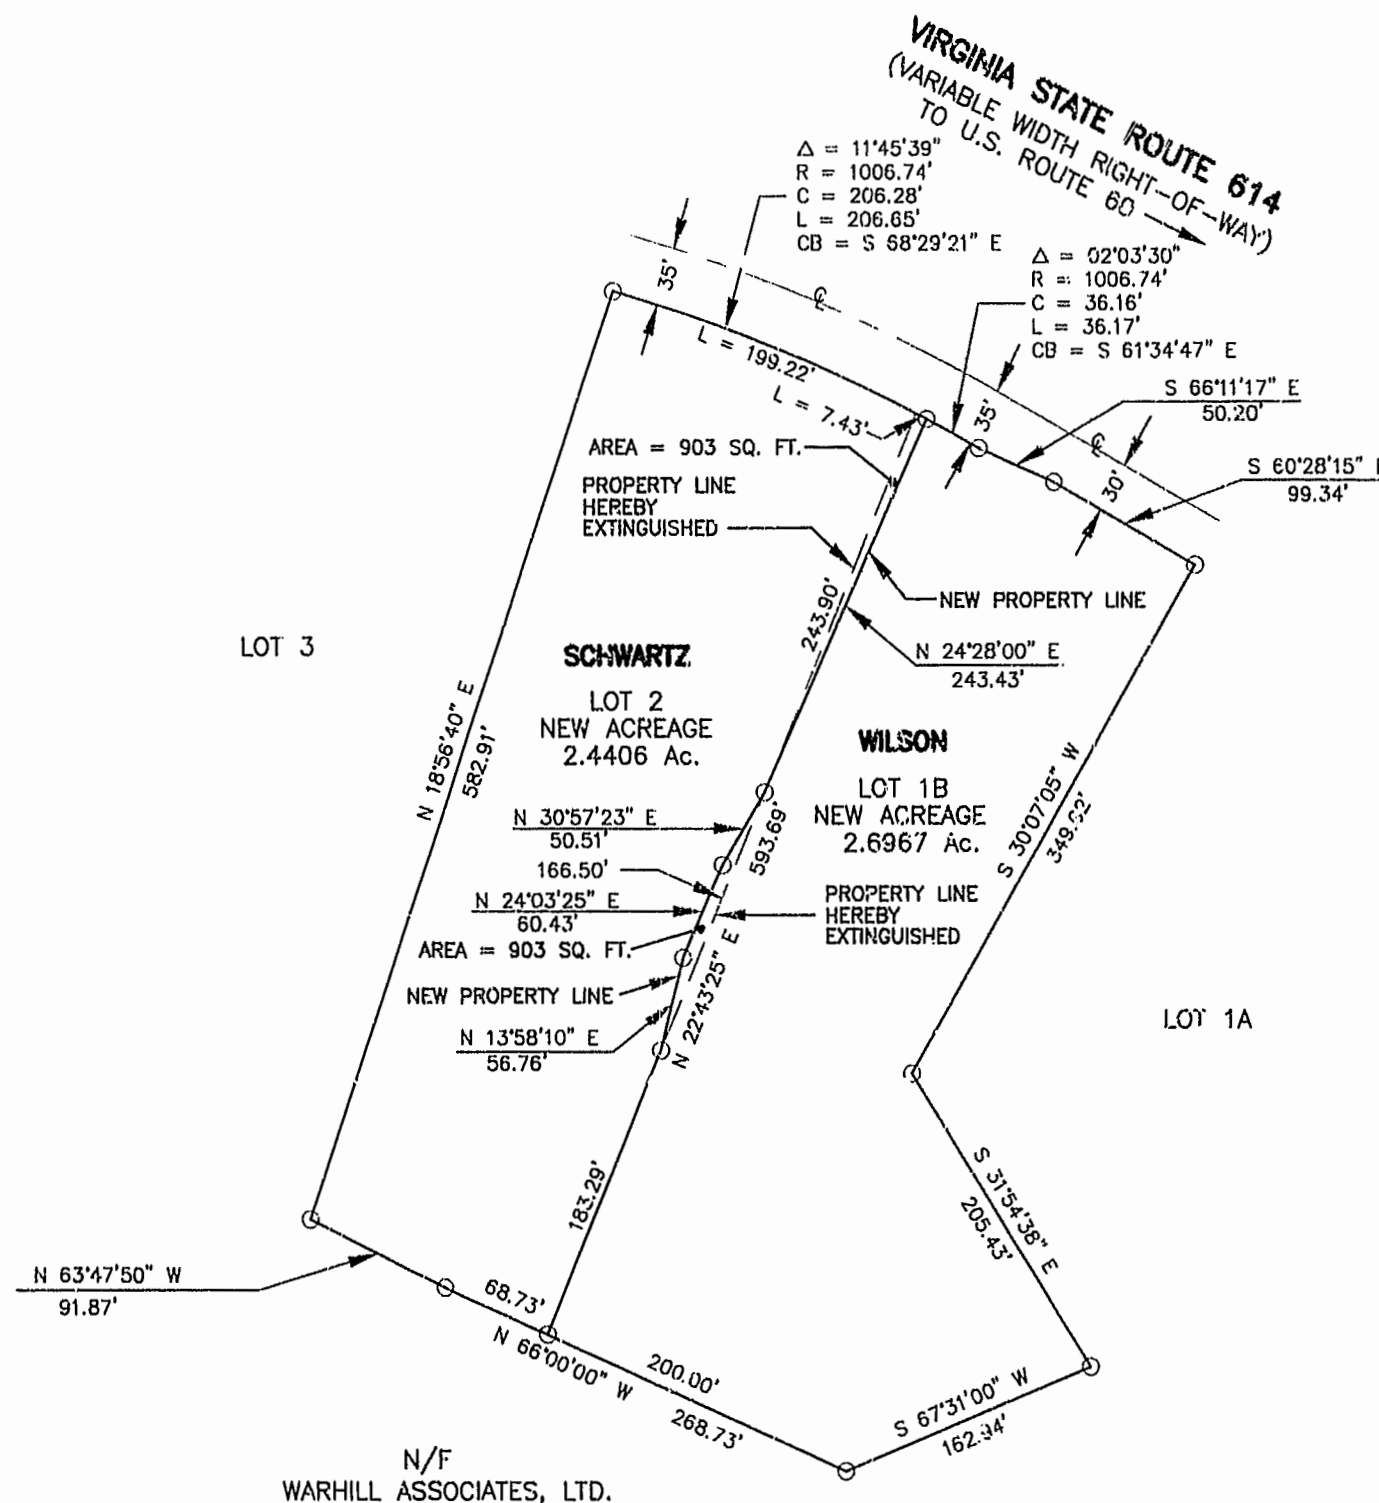 VIRGINIA STATE ROUTE 614
(VARIABLE WIDTH RIGHT-OF-WAY)
TO U.S. ROUTE 60
Δ = 11°45'39"
R = 1006.74'
C = 206.28'
L = 206.65'
CB = S 68°29'21" E
Δ = 02°03'30"
R = 1006.74'
C = 36.16'
L = 36.17'
CB = S 61°34'47" E
35'
℄
L = 199.22'
L = 7.43'
35'
S 66°11'17" E
50.20'
℄
30'
S 60°28'15" E
99.34'
AREA = 903 SQ. FT.
PROPERTY LINE
HEREBY
EXTINGUISHED
243.90'
NEW PROPERTY LINE
N 24°28'00" E
243.43'
LOT 3
SCHWARTZ
LOT 2
NEW ACREAGE
2.4406 Ac.
N 18°56'40" E
582.91'
WILSON
LOT 1B
NEW ACREAGE
2.6967 Ac.
S 30°07'05" W
349.62'
N 30°57'23" E
50.51'
593.69'
166.50'
N 24°03'25" E
60.43'
AREA = 903 SQ. FT.
PROPERTY LINE
HEREBY
EXTINGUISHED
NEW PROPERTY LINE
N 22°43'25" E
N 13°58'10" E
56.76'
LOT 1A
183.29'
S 31°54'38" E
205.43'
N 63°47'50" W
91.87'
68.73'
N 66°00'00" W
200.00'
268.73'
S 67°31'00" W
162.94'
N/F
WARHILL ASSOCIATES, LTD.